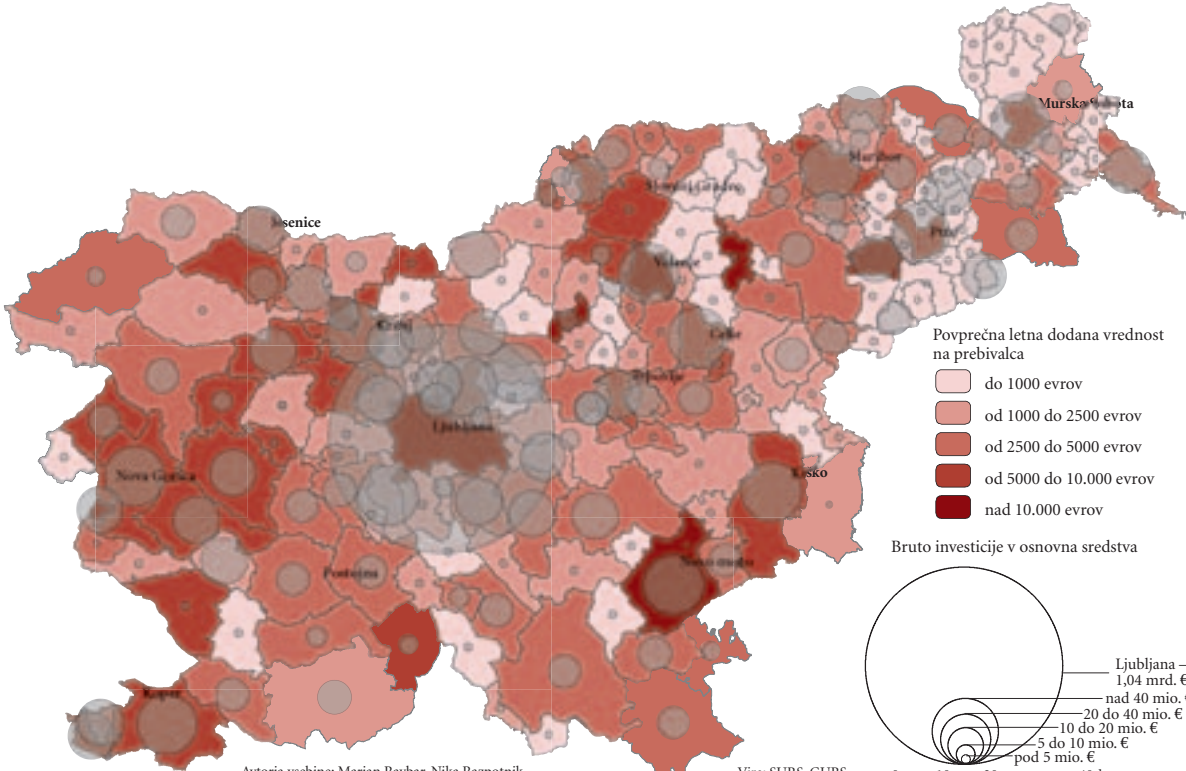 Murska Sobota
Maribor
Slovenj Gradec
Jesenice
Ptuj
Velenje
Kranj
Celje
Trbovlje
Ljubljana
Nova Gorica
Krško
Postojna
Novo mesto
Koper
Povprečna letna dodana vrednost
na prebivalca
do 1000 evrov
od 1000 do 2500 evrov
od 2500 do 5000 evrov
od 5000 do 10.000 evrov
nad 10.000 evrov
Bruto investicije v osnovna sredstva
Ljubljana –
1,04 mrd. €
nad 40 mio.
20 do 40 mio. €
10 do 20 mio. €
5 do 10 mio. €
pod 5 mio. €